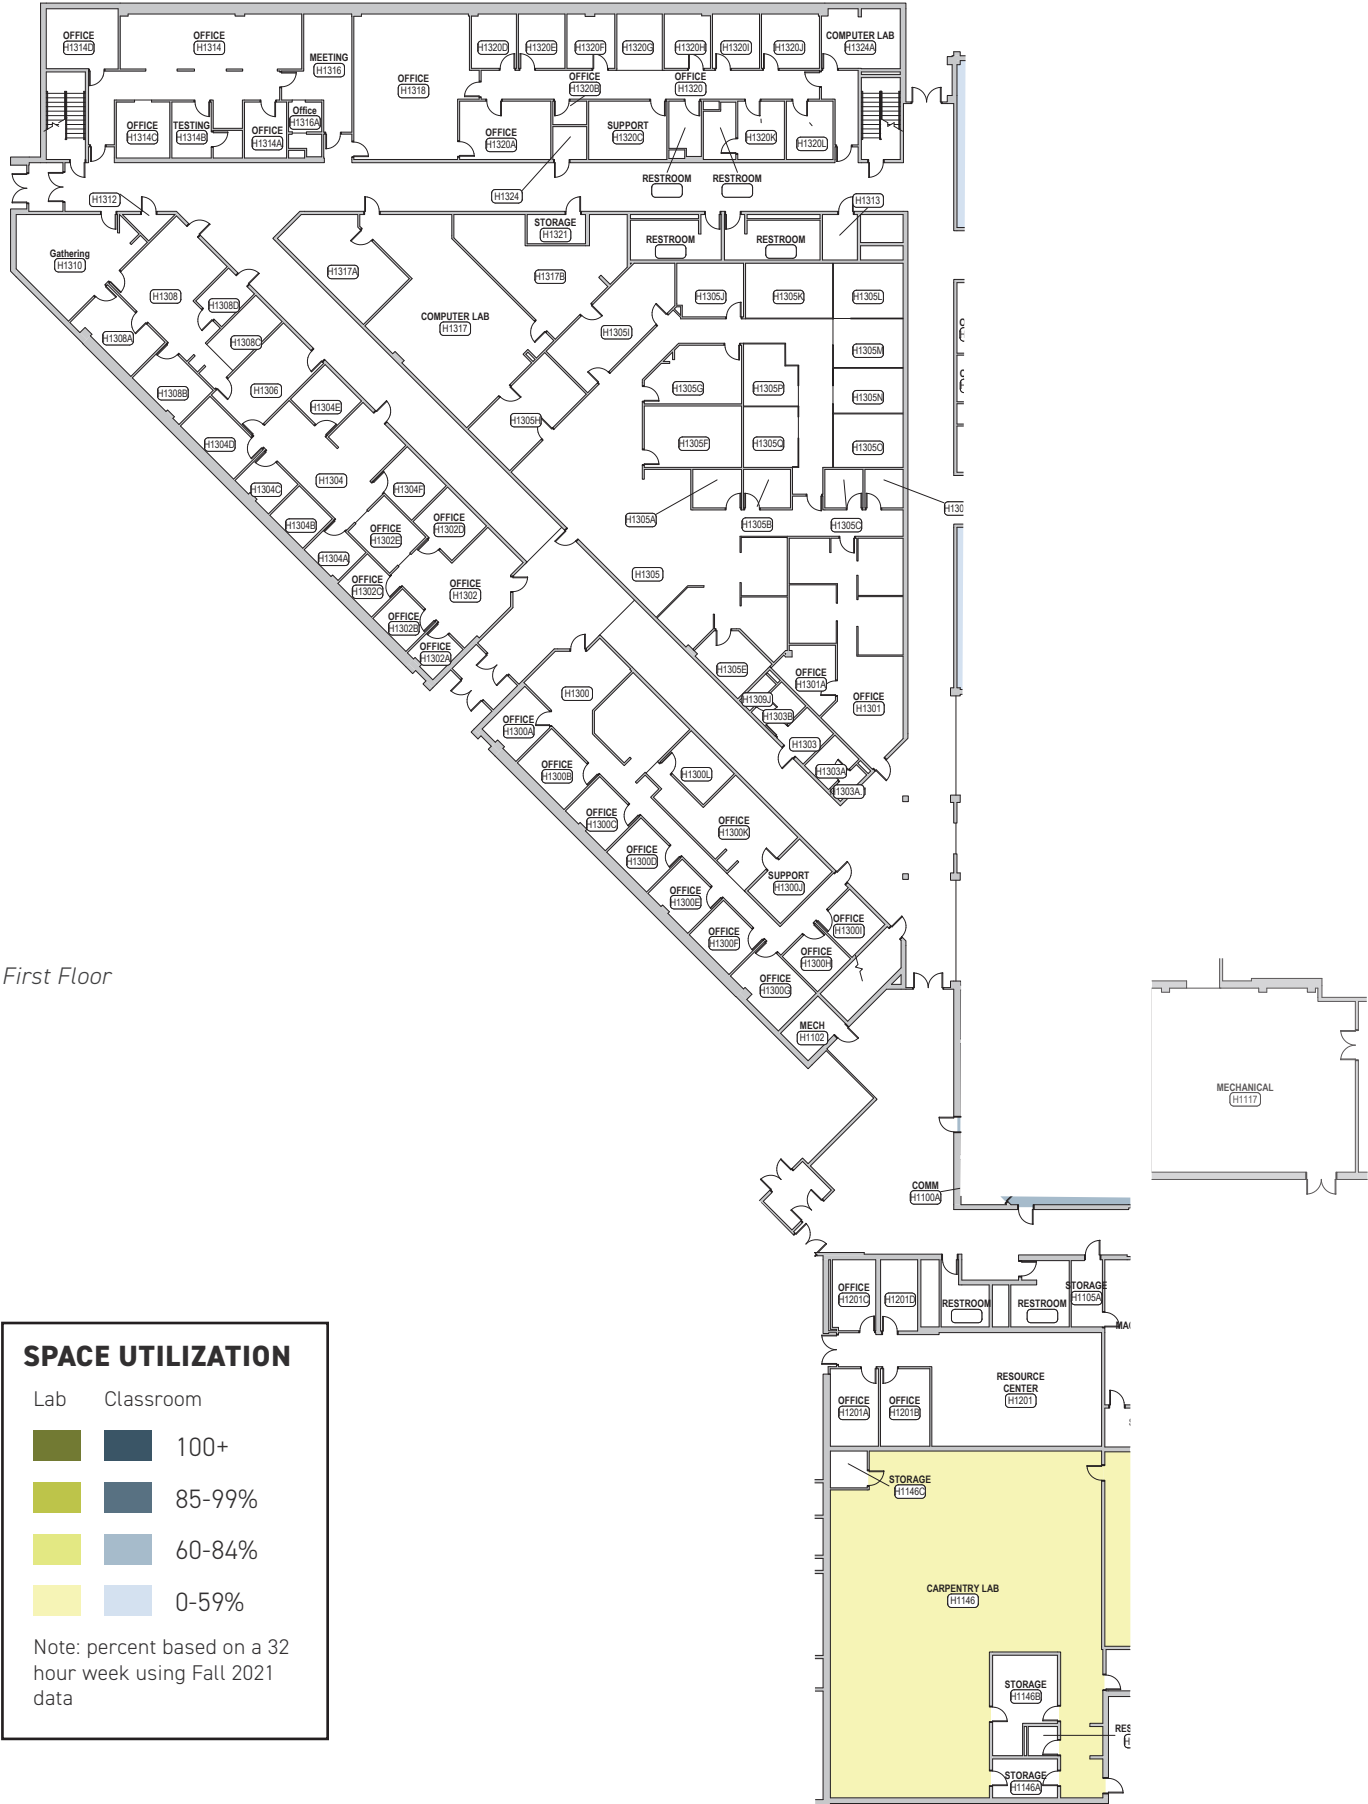 OFFICE
H1314D
OFFICE
H1314
MEETING
H1316
OFFICE
H1318
H1320D
H1320E
H1320F
H1320G
H1320H
H1320I
H1320J
COMPUTER LAB
H1324A
OFFICE
H1320B
OFFICE
H1320
OFFICE
H1314C
TESTING
H1314B
OFFICE
H1314A
Office
H1316A
OFFICE
H1320A
SUPPORT
H1320C
H1320K
H1320L
RESTROOM
RESTROOM
H1324
H1312
H1313
Gathering
H1310
STORAGE
H1321
RESTROOM
RESTROOM
H1317A
H1317B
H1308
H1308D
H1305J
H1305K
H1305L
COMPUTER LAB
H1317
H1305I
H1308A
H1308C
H1305M
H1308B
H1306
H1304E
H1305G
H1305P
H1305N
H1305H
H1304D
H1305F
H1305Q
H1305O
H1304C
H1304
H1304F
H130
H1304B
OFFICE
H1302E
OFFICE
H1302D
H1305A
H1305B
H1305C
H1304A
H1305
OFFICE
H1302C
OFFICE
H1302
OFFICE
H1302B
OFFICE
H1302A
H1305E
OFFICE
H1301A
H1300
H1309J
H1303B
OFFICE
H1301
OFFICE
H1300A
H1303
OFFICE
H1300B
H1300L
H1303A
H1303A.
OFFICE
H1300C
OFFICE
H1300K
OFFICE
H1300D
SUPPORT
H1300J
OFFICE
H1300E
OFFICE
H1300I
OFFICE
H1300F
OFFICE
H1300H
First Floor
OFFICE
H1300G
MECH
H1102
MECHANICAL
H1117
COMM
H1100A
OFFICE
H1201C
H1201D
RESTROOM
RESTROOM
STORAGE
H1105A
RESOURCE
CENTER
H1201
OFFICE
H1201A
OFFICE
H1201B
STORAGE
H1146C
CARPENTRY LAB
H1146
STORAGE
H1146B
RES
STORAGE
H1146A
SPACE UTILIZATION
Lab Classroom
100+
85-99%
60-84%
0-59%
Note: percent based on a 32
hour week using Fall 2021
data